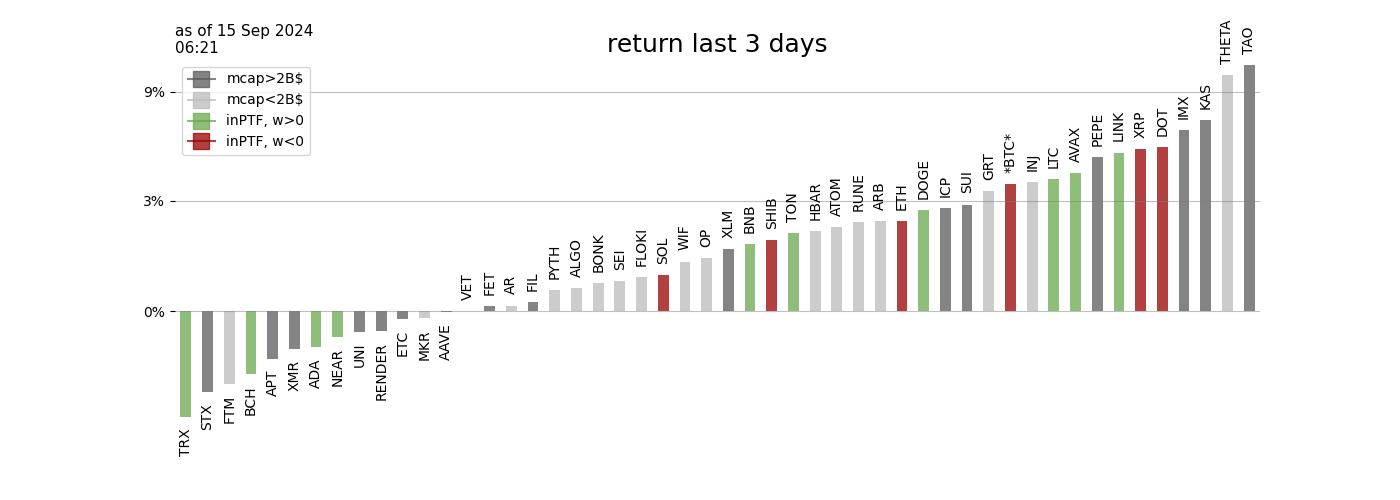 as of 15 Sep 2024
06:21
return last 3 days
mcap>2B$
mcap<2B$
inPTF, w>0
inPTF, w<0
9%
3%
0%
TRX
STX
FTM
BCH
APT
XMR
ADA
NEAR
UNI
RENDER
ETC
MKR
AAVE
VET
FET
AR
FIL
PYTH
ALGO
BONK
SEI
FLOKI
SOL
WIF
OP
XLM
BNB
SHIB
TON
HBAR
ATOM
RUNE
ARB
ETH
DOGE
ICP
SUI
GRT
*BTC*
INJ
LTC
AVAX
PEPE
LINK
XRP
DOT
IMX
KAS
THETA
TAO